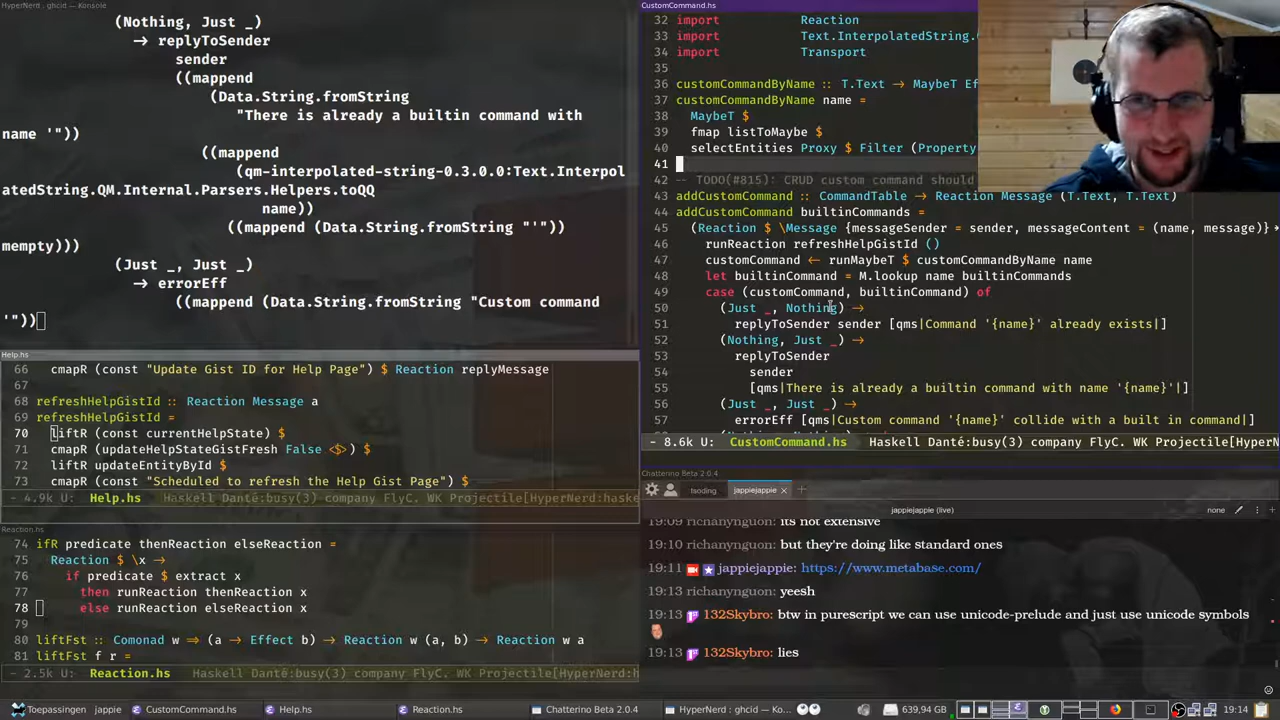 HyperNerd : ghcid — Konsole
(Nothing, Just _)
→ replyToSender
sender
((mappend
(Data.String.fromString
"There is already a builtin command with
name '"))
((mappend
(qm-interpolated-string-0.3.0.0:Text.Interpol
atedString.QM.Internal.Parsers.Helpers.toQQ
name))
((mappend (Data.String.fromString "'"))
mempty)))
(Just _, Just _)
→ errorEff
((mappend (Data.String.fromString "Custom command
'"))
Help.hs
66 cmapR (const "Update Gist ID for Help Page") $ Reaction replyMessage
67
68 refreshHelpGistId :: Reaction Message a
69 refreshHelpGistId =
70 liftR (const currentHelpState) $
71 cmapR (updateHelpStateGistFresh False <$>) $
72 liftR updateEntityById $
73 cmapR (const "Scheduled to refresh the Help Gist Page") $
- 4.9k U: Help.hs Haskell Danté:busy(3) company FlyC. WK Projectile[HyperNerd:haske
Reaction.hs
74 ifR predicate thenReaction elseReaction =
75 Reaction $ \x →
76 if predicate $ extract x
77 then runReaction thenReaction x
78 else runReaction elseReaction x
79
80 liftFst :: Comonad w ⇒ (a → Effect b) → Reaction w (a, b) → Reaction w a
81 liftFst f r =
- 2.5k U: Reaction.hs Haskell Danté:busy(3) company FlyC. WK Projectile[HyperNerd:ha
CustomCommand.hs
32 import Reaction
33 import Text.InterpolatedString.
34 import Transport
35
36 customCommandByName :: T.Text → MaybeT Ef
37 customCommandByName name =
38 MaybeT $
39 fmap listToMaybe $
40 selectEntities Proxy $ Filter (Property
41
42 -- TODO(#815): CRUD custom command should
43 addCustomCommand :: CommandTable → Reaction Message (T.Text, T.Text)
44 addCustomCommand builtinCommands =
45 (Reaction $ \Message {messageSender = sender, messageContent = (name, message)} →
46 runReaction refreshHelpGistId ()
47 customCommand ← runMaybeT $ customCommandByName name
48 let builtinCommand = M.lookup name builtinCommands
49 case (customCommand, builtinCommand) of
50 (Just _, Nothing) →
51 replyToSender sender [qms|Command '{name}' already exists|]
52 (Nothing, Just _) →
53 replyToSender
54 sender
55 [qms|There is already a builtin command with name '{name}'|]
56 (Just _, Just _) →
57 errorEff [qms|Custom command '{name}' collide with a built in command|]
- 8.6k U: CustomCommand.hs Haskell Danté:busy(3) company FlyC. WK Projectile[HyperN
Chatterino Beta 2.0.4
taoding jappiejappie
jappiejappie (live) none
19:09 richanynguon: its not extensive
19:10 richanynguon: but they're doing like standard ones
19:11 jappiejappie: https://www.metabase.com/
19:13 richanynguon: yeesh
19:13 132Skybro: btw in purescript we can use unicode-prelude and just use unicode symbols
19:13 132Skybro: lies
Toepassingen jappie CustomCommand.hs Help.hs Reaction.hs Chatterino Beta 2.0.4 HyperNerd : ghcid — Ko... 639,94 GB 19:14